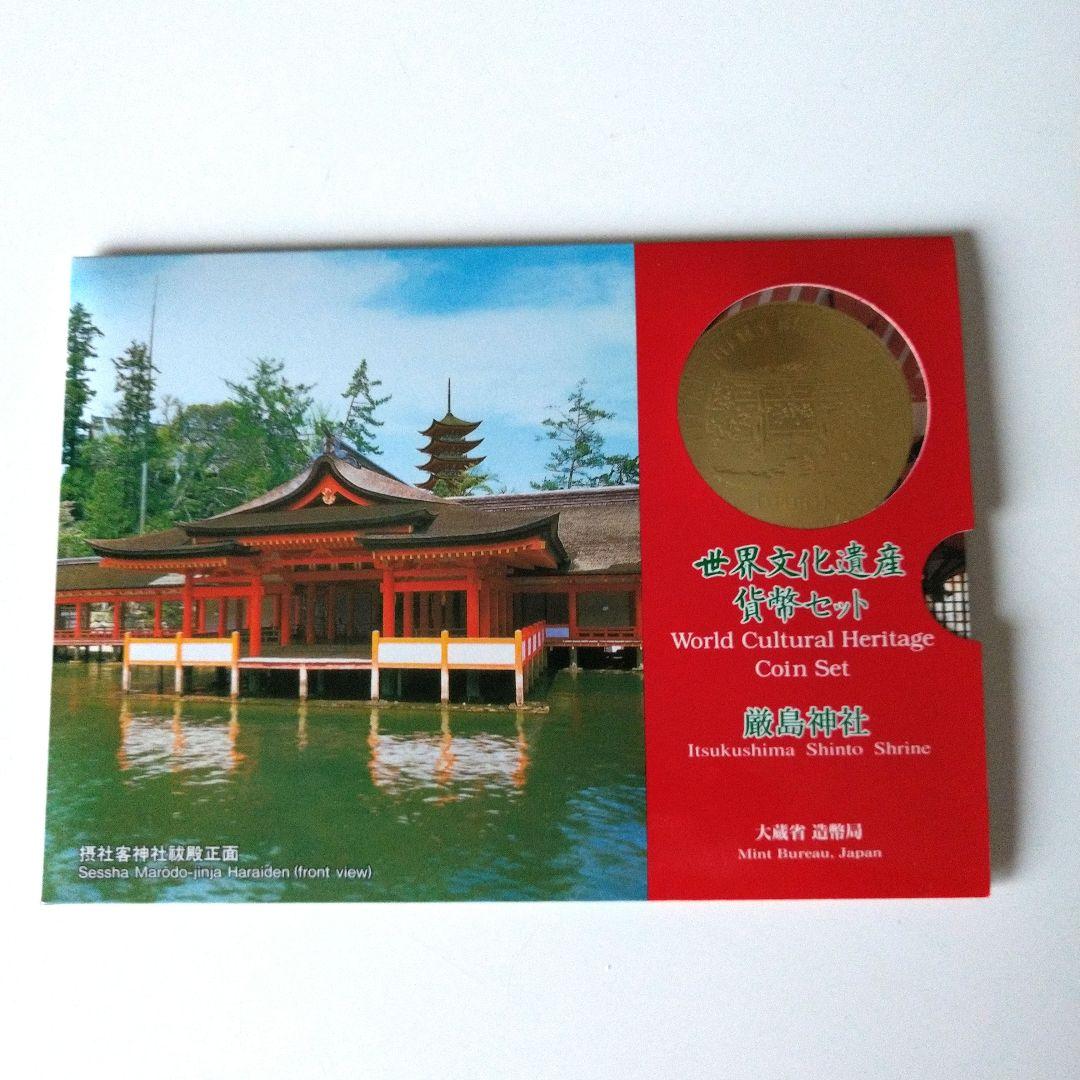 世界文化遺産
貨幣セット
World Cultural Heritage
Coin Set
厳島神社
Itsukushima Shinto Shrine
大蔵省 造幣局
Mint Bureau, Japan
摂社客神社祓殿正面
Sessha Marodo-jinja Haraiden (front view)